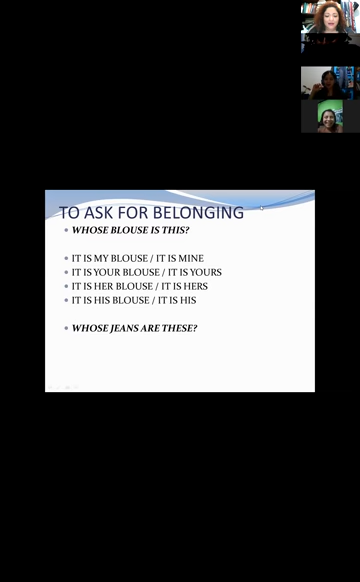 TO ASK FOR BELONGING
WHOSE BLOUSE IS THIS?
IT IS MY BLOUSE / IT IS MINE
IT IS YOUR BLOUSE / IT IS YOURS
IT IS HER BLOUSE / IT IS HERS
IT IS HIS BLOUSE / IT IS HIS
WHOSE JEANS ARE THESE?